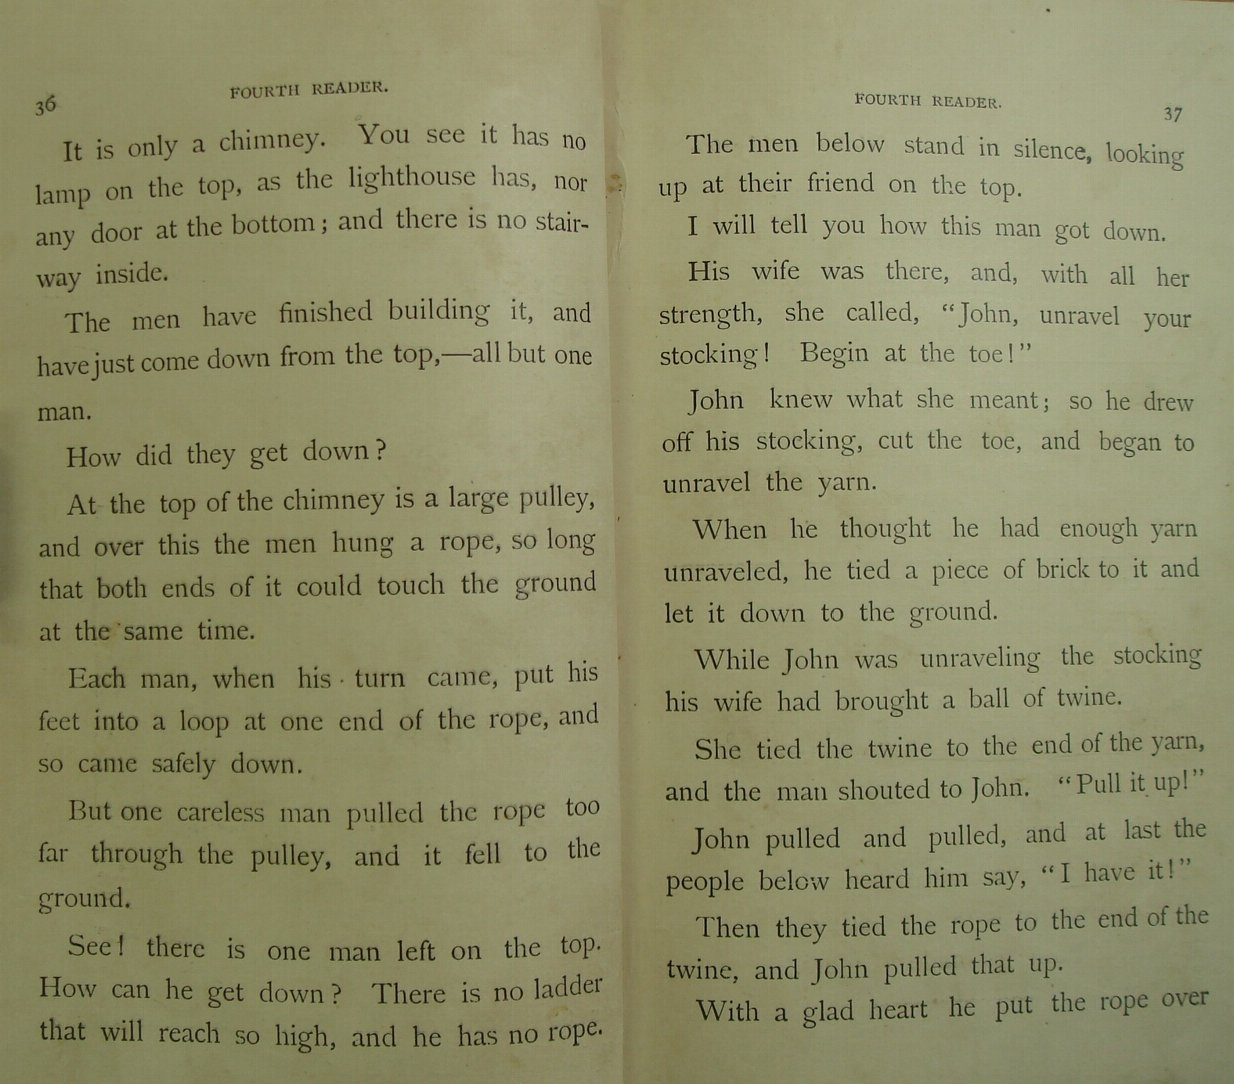 36
FOURTH READER.
It is only a chimney. You see it has no
lamp on the top, as the lighthouse has, nor
any door at the bottom; and there is no stair-
way inside.
The men have finished building it, and
have just come down from the top,—all but one
man.
How did they get down?
At the top of the chimney is a large pulley,
and over this the men hung a rope, so long
that both ends of it could touch the ground
at the same time.
Each man, when his turn came, put his
feet into a loop at one end of the rope, and
so came safely down.
But one careless man pulled the rope too
far through the pulley, and it fell to the
ground.
See! there is one man left on the top.
How can he get down? There is no ladder
that will reach so high, and he has no rope.
FOURTH READER.
37
The men below stand in silence, looking
up at their friend on the top.
I will tell you how this man got down.
His wife was there, and, with all her
strength, she called, "John, unravel your
stocking! Begin at the toe!"
John knew what she meant; so he drew
off his stocking, cut the toe, and began to
unravel the yarn.
When he thought he had enough yarn
unraveled, he tied a piece of brick to it and
let it down to the ground.
While John was unraveling the stocking
his wife had brought a ball of twine.
She tied the twine to the end of the yarn,
and the man shouted to John. "Pull it up!"
John pulled and pulled, and at last the
people below heard him say, "I have it!"
Then they tied the rope to the end of the
twine, and John pulled that up.
With a glad heart he put the rope over